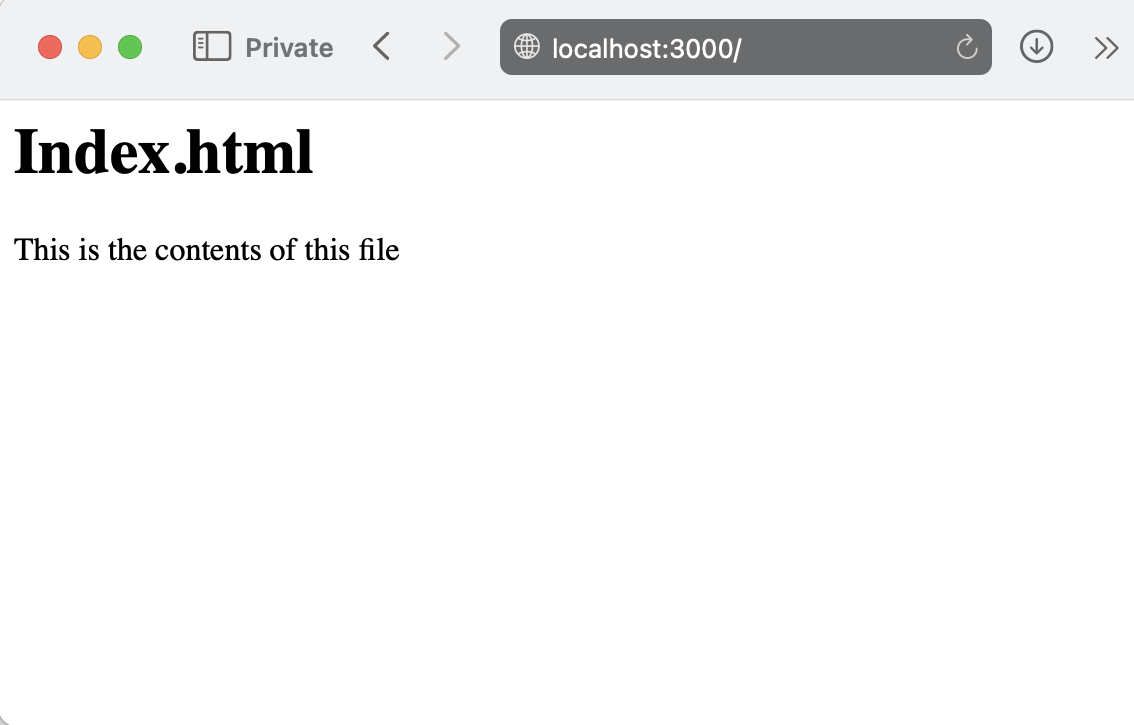 Private
localhost:3000/
Index.html
This is the contents of this file